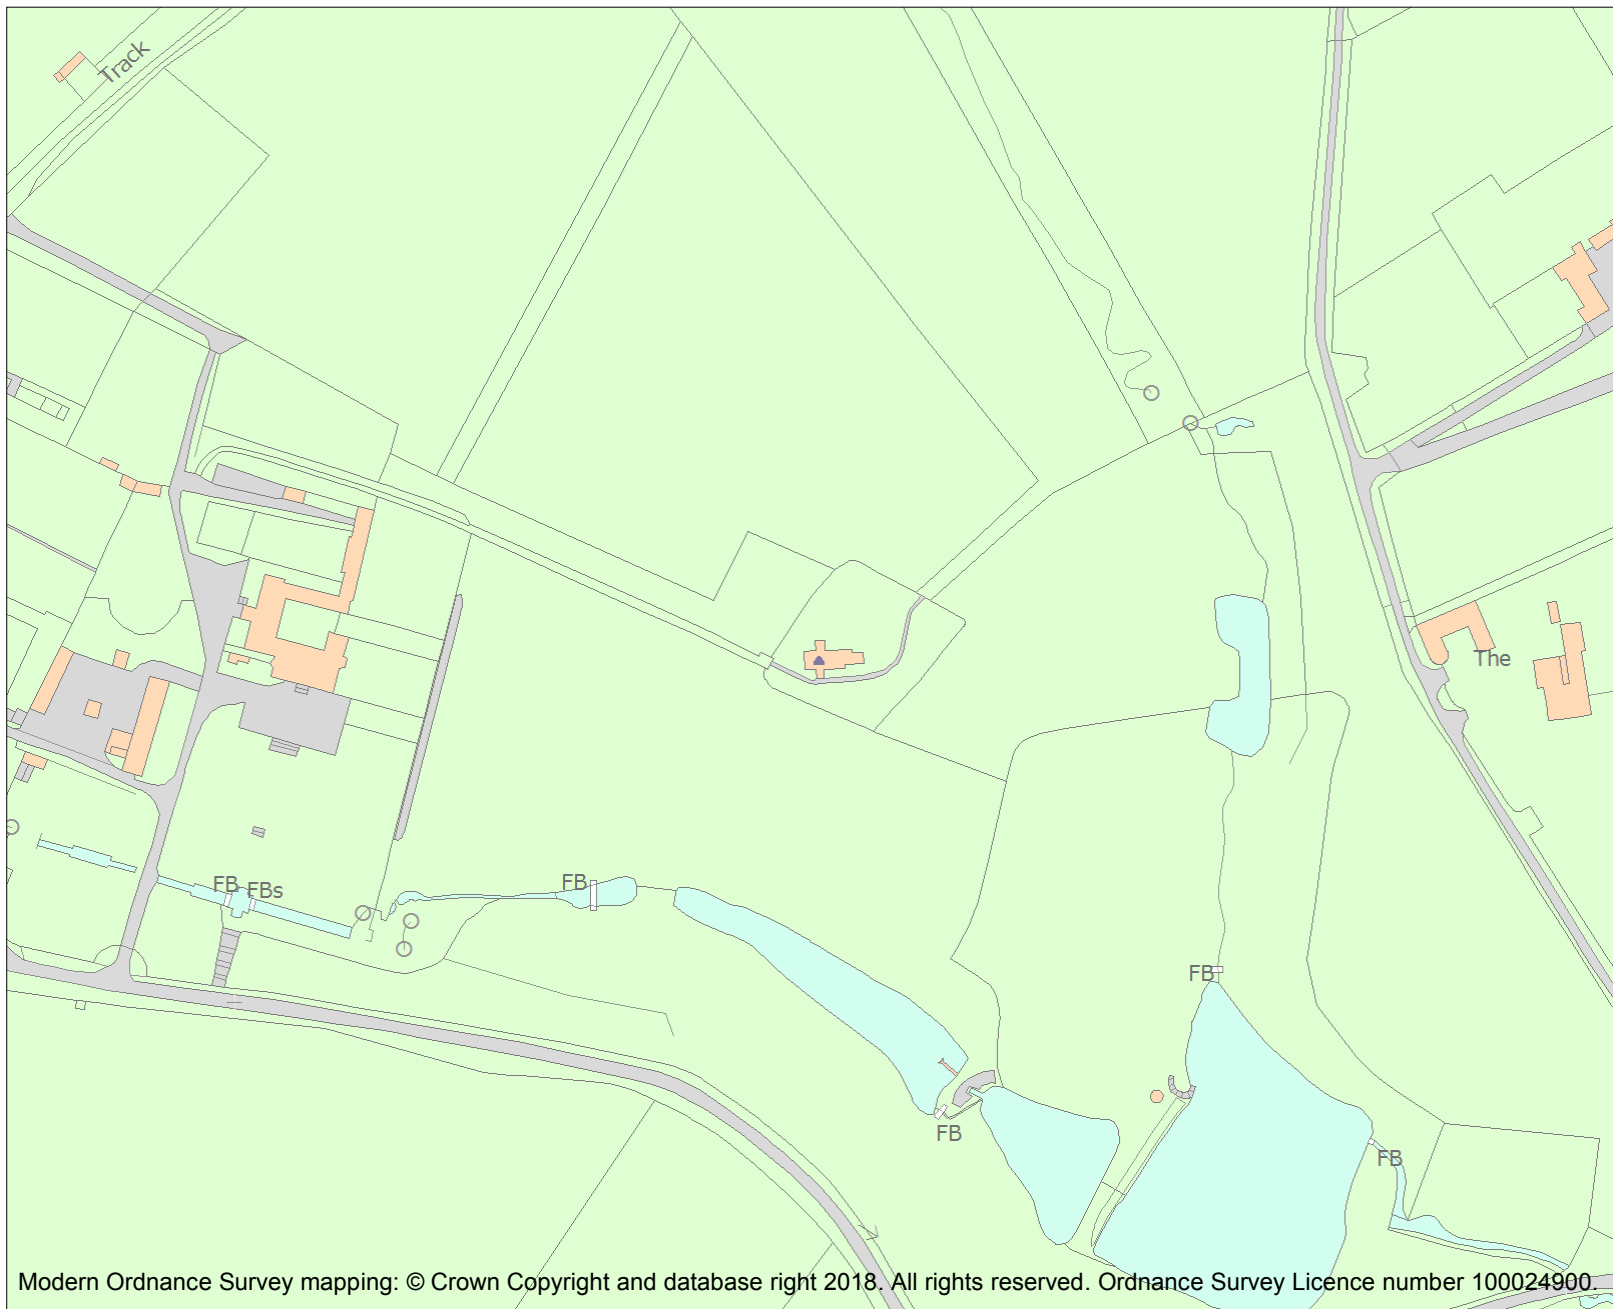 Track
FB
FBs
FB
The
FB
FB
FB
Modern Ordnance Survey mapping: © Crown Copyright and database right 2018. All rights reserved. Ordnance Survey Licence number 100024900.